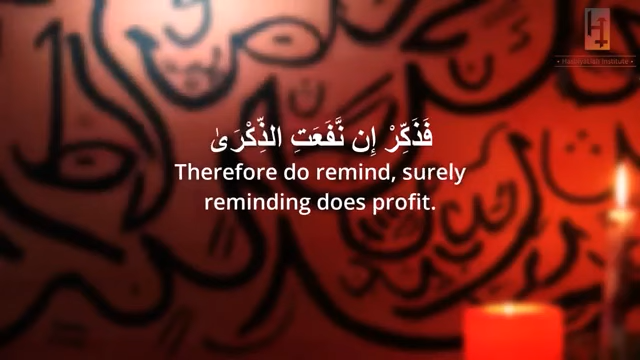 فَذَكِّرْ إِن نَّفَعَتِ الذِّكْرَىٰ
Therefore do remind, surely
reminding does profit.